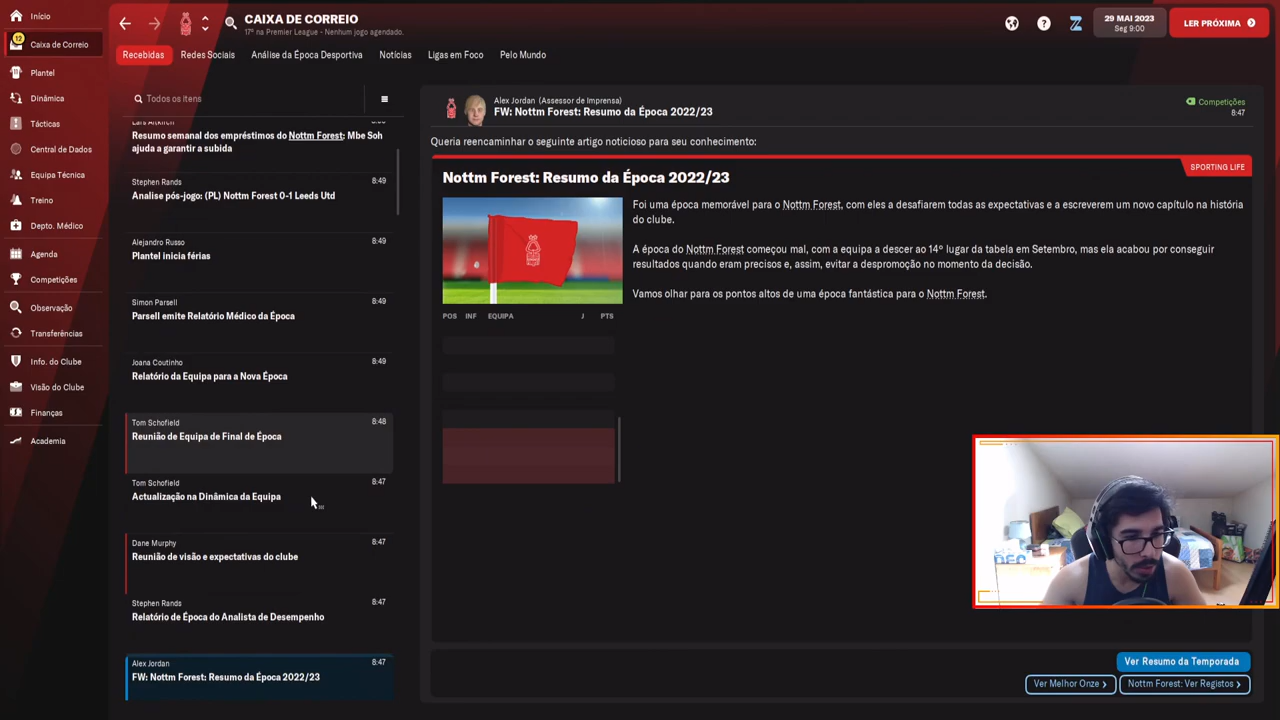 Início
12
Caixa de Correio
Plantel
Dinâmica
Tácticas
Central de Dados
Equipa Técnica
Treino
Depto. Médico
Agenda
Competições
Observação
Transferências
Info. do Clube
Visão do Clube
Finanças
Academia
CAIXA DE CORREIO
17º na Premier League - Nenhum jogo agendado.
29 MAI 2023
Seg 9:00
LER PRÓXIMA
Recebidas
Redes Sociais
Análise da Época Desportiva
Notícias
Ligas em Foco
Pelo Mundo
Todos os itens
Resumo semanal dos empréstimos do Nottm Forest: Mbe Soh
ajuda a garantir a subida
Stephen Rands
8:49
Analise pós-jogo: (PL) Nottm Forest 0-1 Leeds Utd
Alejandro Russo
8:49
Plantel inicia férias
Simon Parsell
8:49
Parsell emite Relatório Médico da Época
Joana Coutinho
8:49
Relatório da Equipa para a Nova Época
Tom Schofield
8:48
Reunião de Equipa de Final de Época
Tom Schofield
8:47
Actualização na Dinâmica da Equipa
Dane Murphy
8:47
Reunião de visão e expectativas do clube
Stephen Rands
8:47
Relatório de Época do Analista de Desempenho
Alex Jordan
8:47
FW: Nottm Forest: Resumo da Época 2022/23
Alex Jordan (Assessor de Imprensa)
FW: Nottm Forest: Resumo da Época 2022/23
Competições
8:47
Queria reencaminhar o seguinte artigo noticioso para seu conhecimento:
Nottm Forest: Resumo da Época 2022/23
SPORTING LIFE
Foi uma época memorável para o Nottm Forest, com eles a desafiarem todas as expectativas e a escreverem um novo capítulo na história
do clube.
A época do Nottm Forest começou mal, com a equipa a descer ao 14º lugar da tabela em Setembro, mas ela acabou por conseguir
resultados quando eram precisos e, assim, evitar a despromoção no momento da decisão.
Vamos olhar para os pontos altos de uma época fantástica para o Nottm Forest.
POS INF EQUIPA J PTS
Ver Resumo da Temporada
Ver Melhor Onze
Nottm Forest: Ver Registos